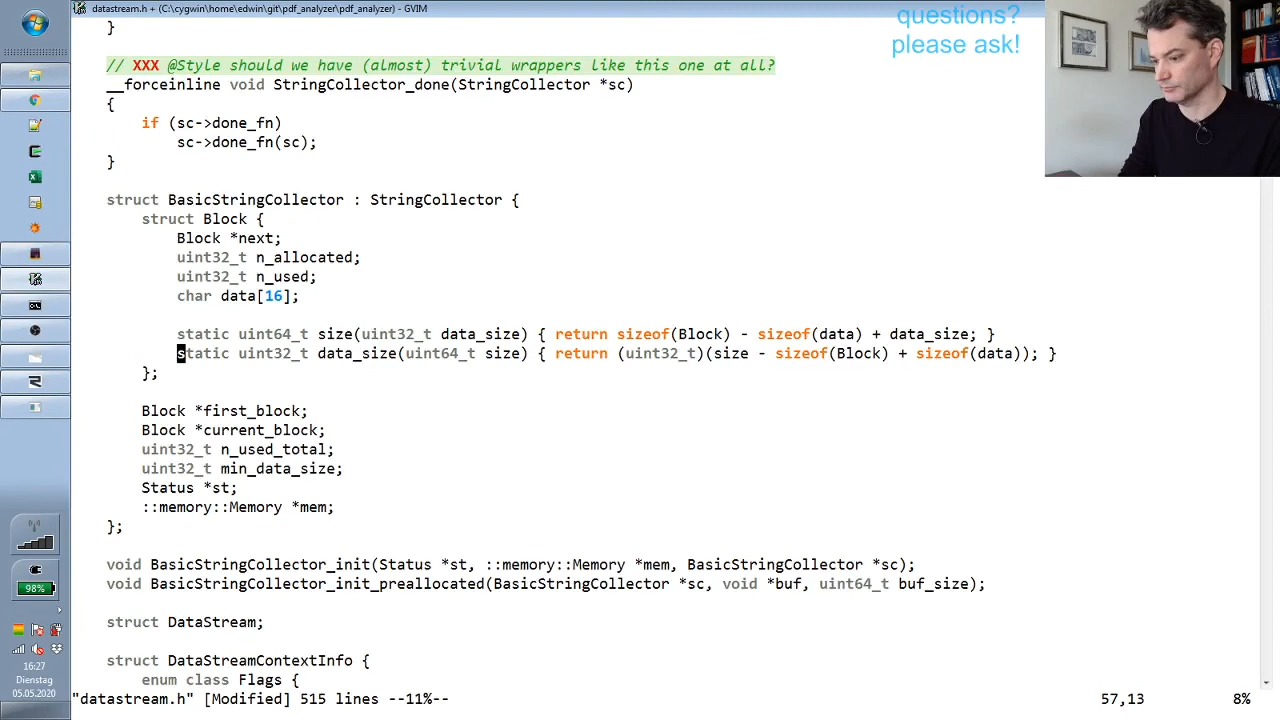 datastream.h + (C:\cygwin\home\edwin\git\pdf_analyzer\pdf_analyzer) - GVIM
questions?
please ask!
}
// XXX @Style should we have (almost) trivial wrappers like this one at all?
__forceinline void StringCollector_done(StringCollector *sc)
{
if (sc->done_fn)
sc->done_fn(sc);
}
struct BasicStringCollector : StringCollector {
struct Block {
Block *next;
uint32_t n_allocated;
uint32_t n_used;
char data[16];
static uint64_t size(uint32_t data_size) { return sizeof(Block) - sizeof(data) + data_size; }
static uint32_t data_size(uint64_t size) { return (uint32_t)(size - sizeof(Block) + sizeof(data)); }
};
Block *first_block;
Block *current_block;
uint32_t n_used_total;
uint32_t min_data_size;
Status *st;
::memory::Memory *mem;
};
void BasicStringCollector_init(Status *st, ::memory::Memory *mem, BasicStringCollector *sc);
void BasicStringCollector_init_preallocated(BasicStringCollector *sc, void *buf, uint64_t buf_size);
struct DataStream;
struct DataStreamContextInfo {
enum class Flags {
"datastream.h" [Modified] 515 lines --11%-- 57,13 8%
98%
16:27
Dienstag
05.05.2020